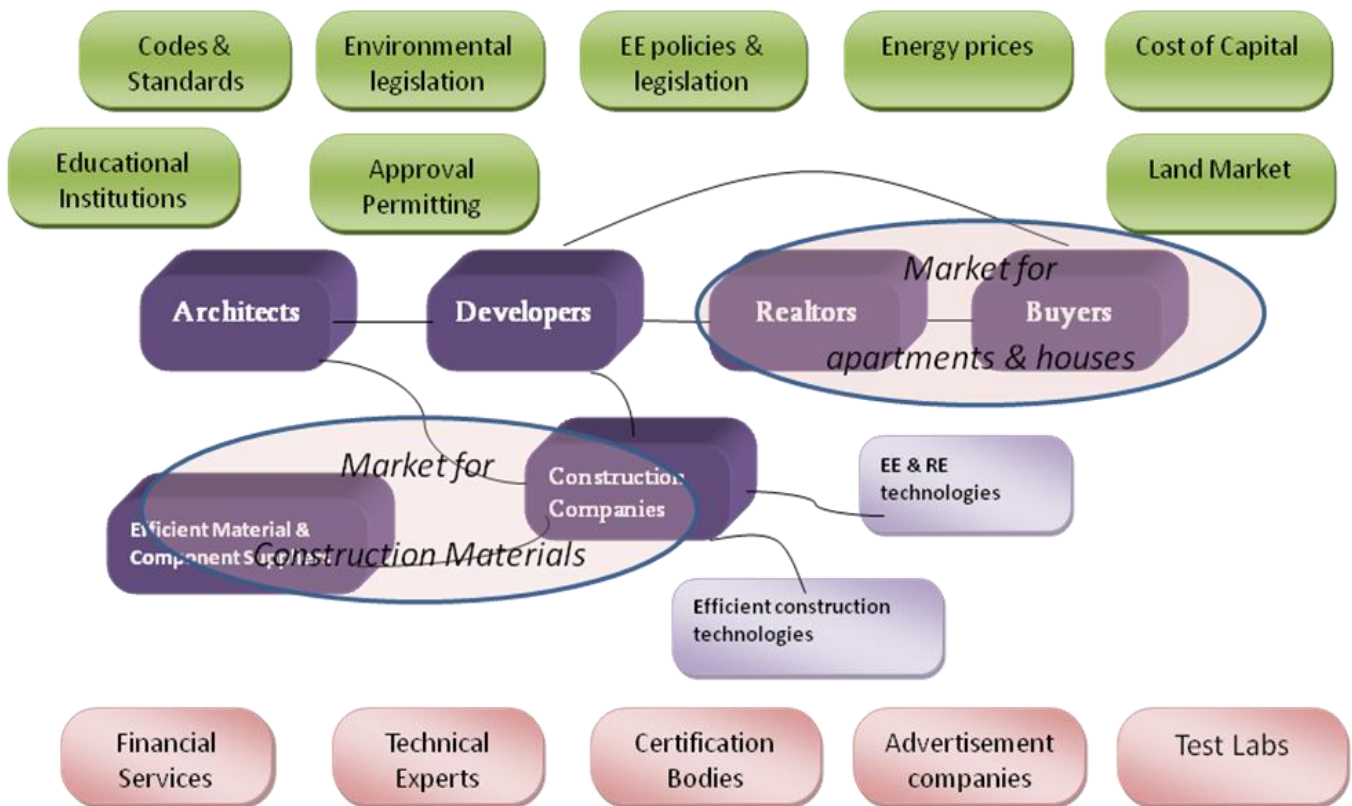 Codes &
Standards
Environmental
legislation
EE policies &
legislation
Energy prices
Cost of Capital
Educational
Institutions
Approval
Permitting
Land Market
Architects
Developers
Realtors
Buyers
Market for
apartments & houses
Market for
Construction Materials
Construction
Companies
Efficient Material &
Component Suppliers
EE & RE
technologies
Efficient construction
technologies
Financial
Services
Technical
Experts
Certification
Bodies
Advertisement
companies
Test Labs